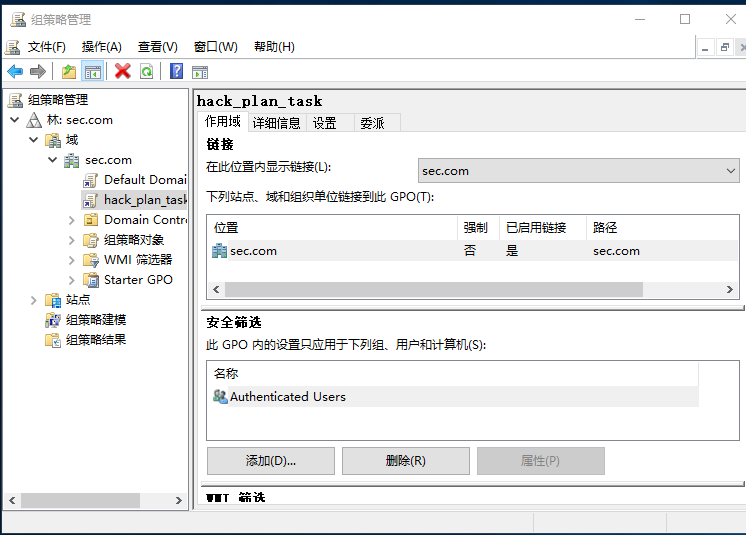 组策略管理
文件(F) 操作(A) 查看(V) 窗口(W) 帮助(H)
组策略管理
林: sec.com
域
sec.com
Default Domai
hack_plan_task
Domain Contr
组策略对象
WMI 筛选器
Starter GPO
站点
组策略建模
组策略结果
hack_plan_task
作用域 详细信息 设置 委派
链接
在此位置内显示链接(L): sec.com
下列站点、域和组织单位链接到此 GPO(T):
位置 强制 已启用链接 路径
sec.com 否 是 sec.com
安全筛选
此 GPO 内的设置只应用于下列组、用户和计算机(S):
名称
Authenticated Users
添加(D)... 删除(R) 属性(P)
WMI 筛选